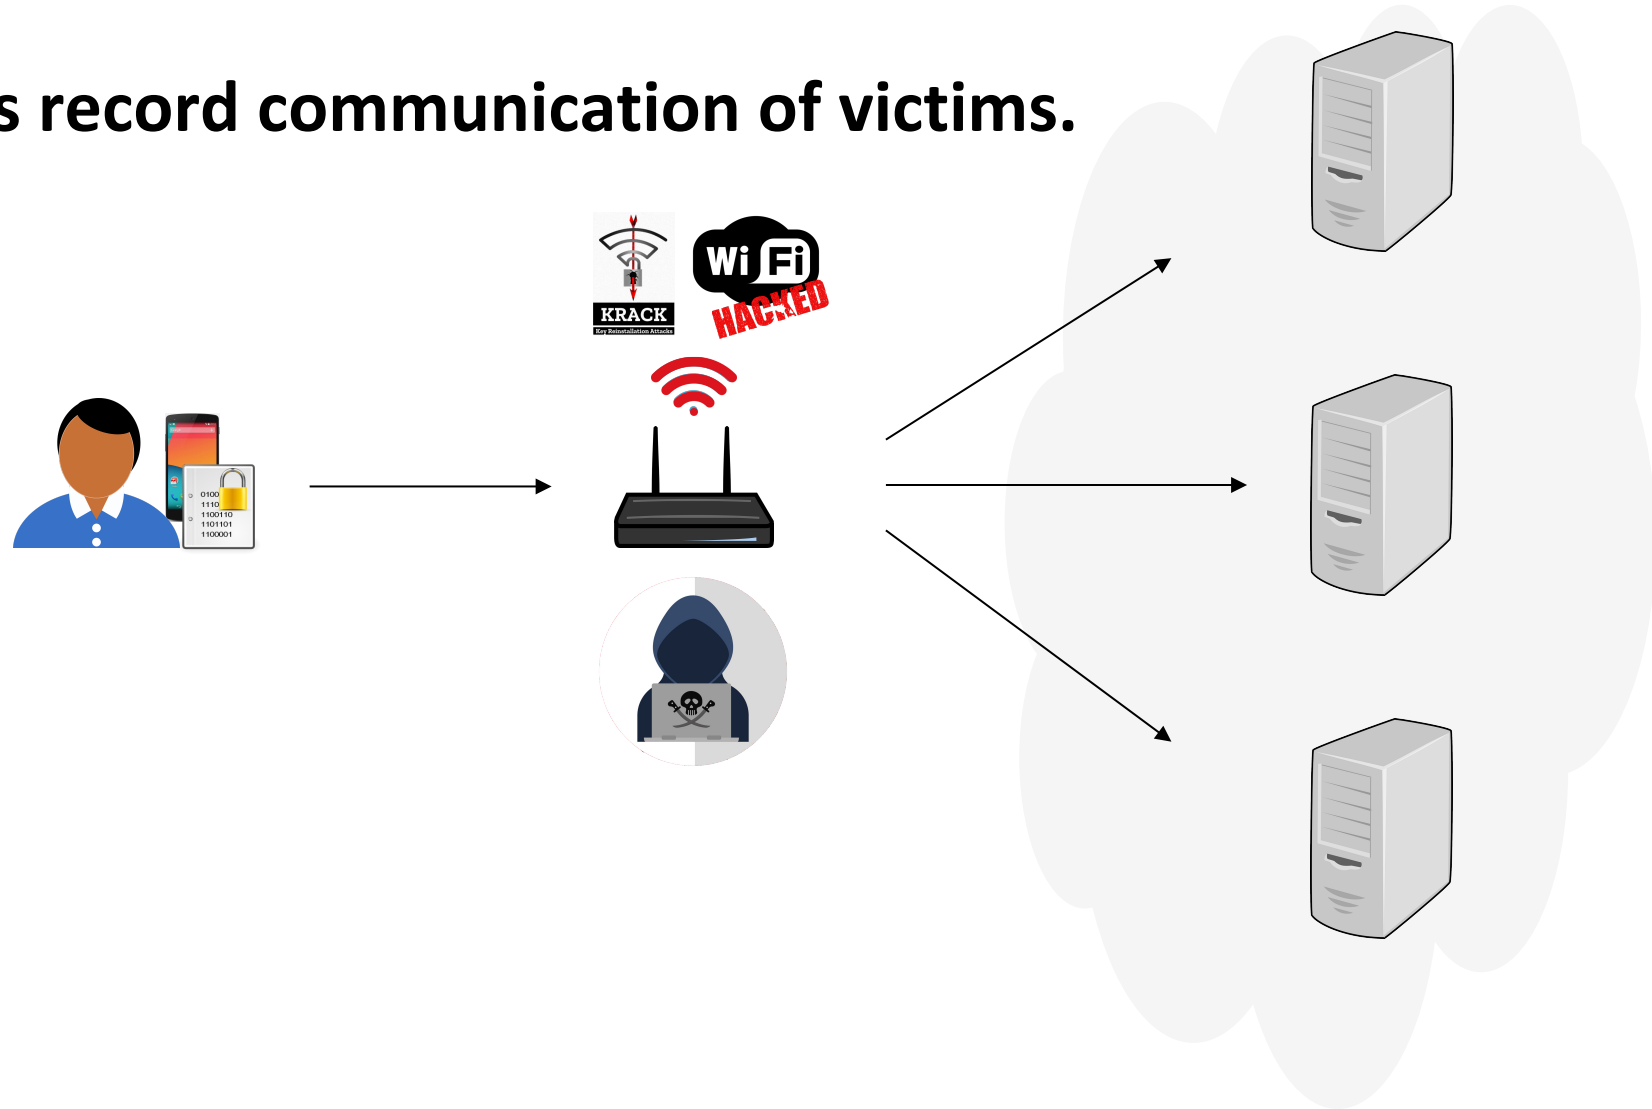 s record communication of victims.
KRACK
Key Reinstallation Attacks
Wi Fi
HACKED
0100
1110
1100110
1101101
1100001